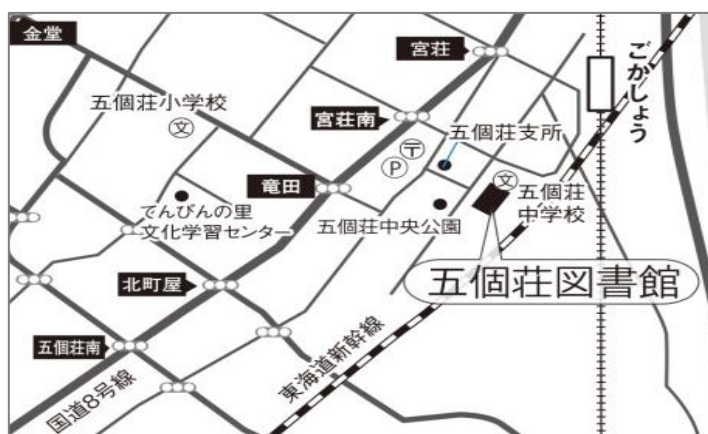 金堂
宮荘
ごかしょう
五個荘小学校
文
宮荘南
五個荘支所
〒
P
竜田
文
五個荘
中学校
てんびんの里
文化学習センター
五個荘中央公園
北町屋
五個荘図書館
五個荘南
東海道新幹線
国道8号線